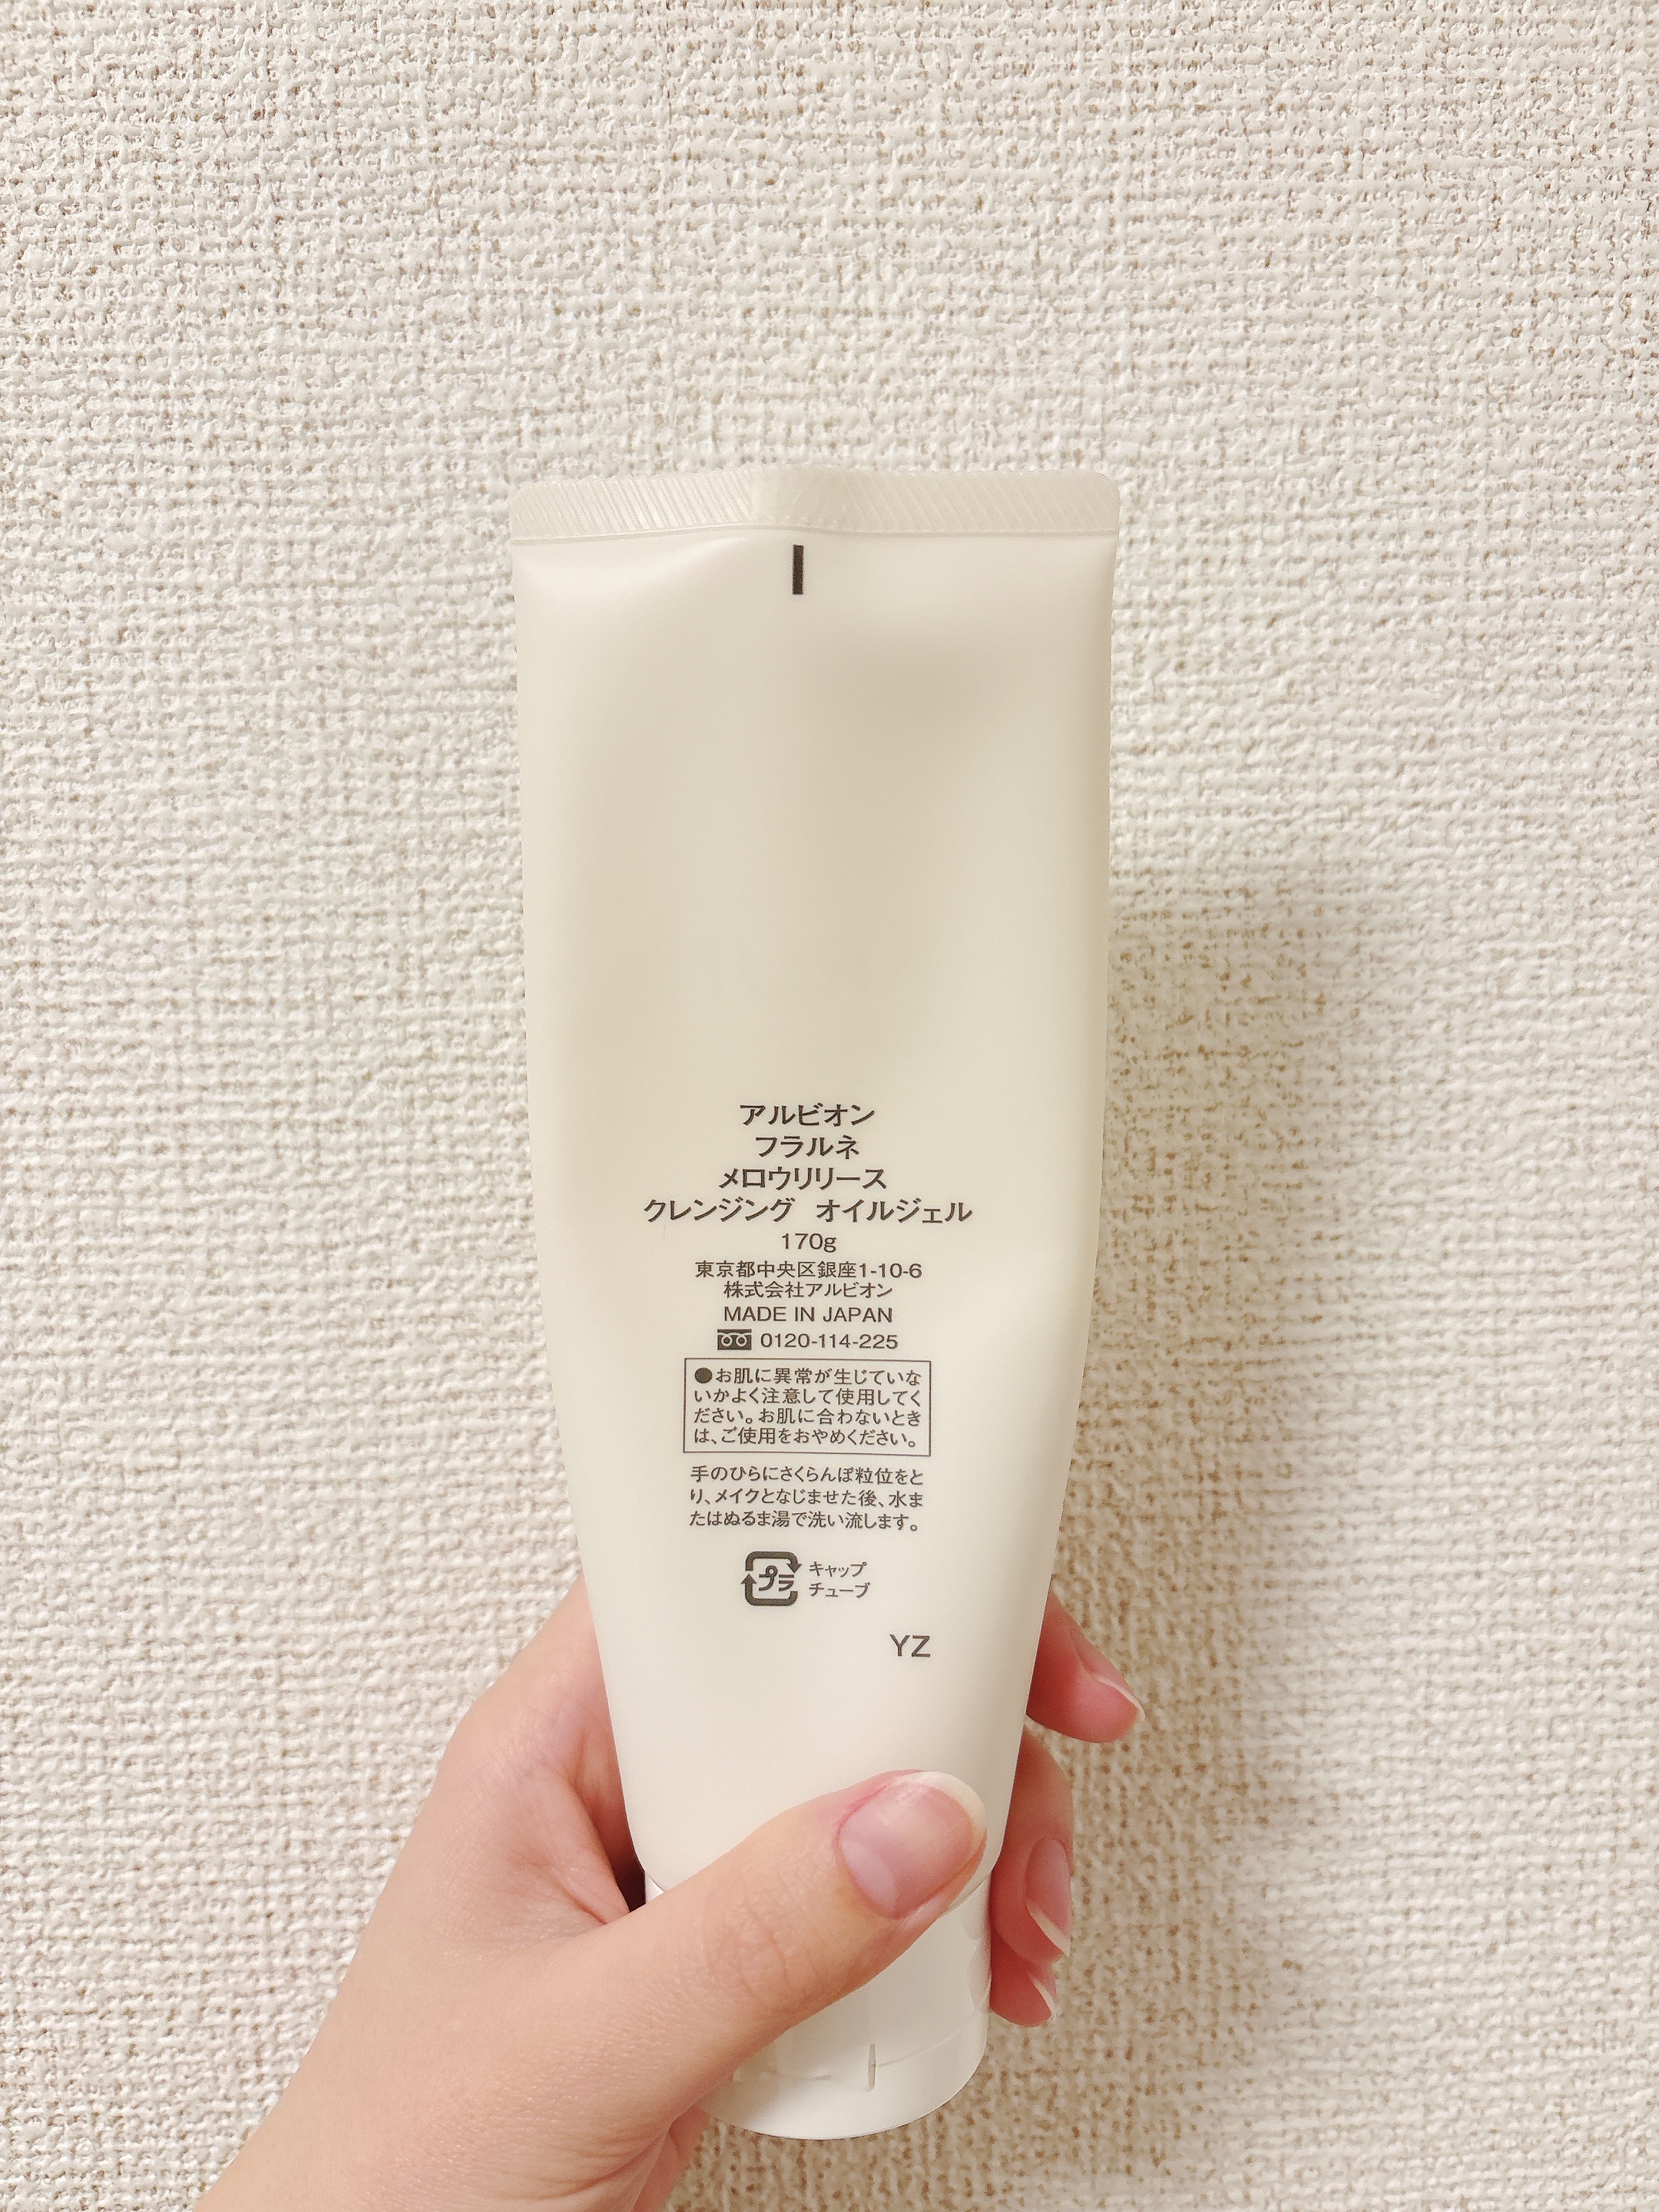 アルビオン
フラルネ
メロウリリース
クレンジング オイルジェル
170g
東京都中央区銀座1-10-6
株式会社アルビオン
MADE IN JAPAN
0120-114-225
●お肌に異常が生じていな
いかよく注意して使用してく
ださい。お肌に合わないとき
は、ご使用をおやめください。
手のひらにさくらんぼ粒位をと
り、メイクとなじませた後、水ま
たはぬるま湯で洗い流します。
プラ キャップ
チューブ
YZ